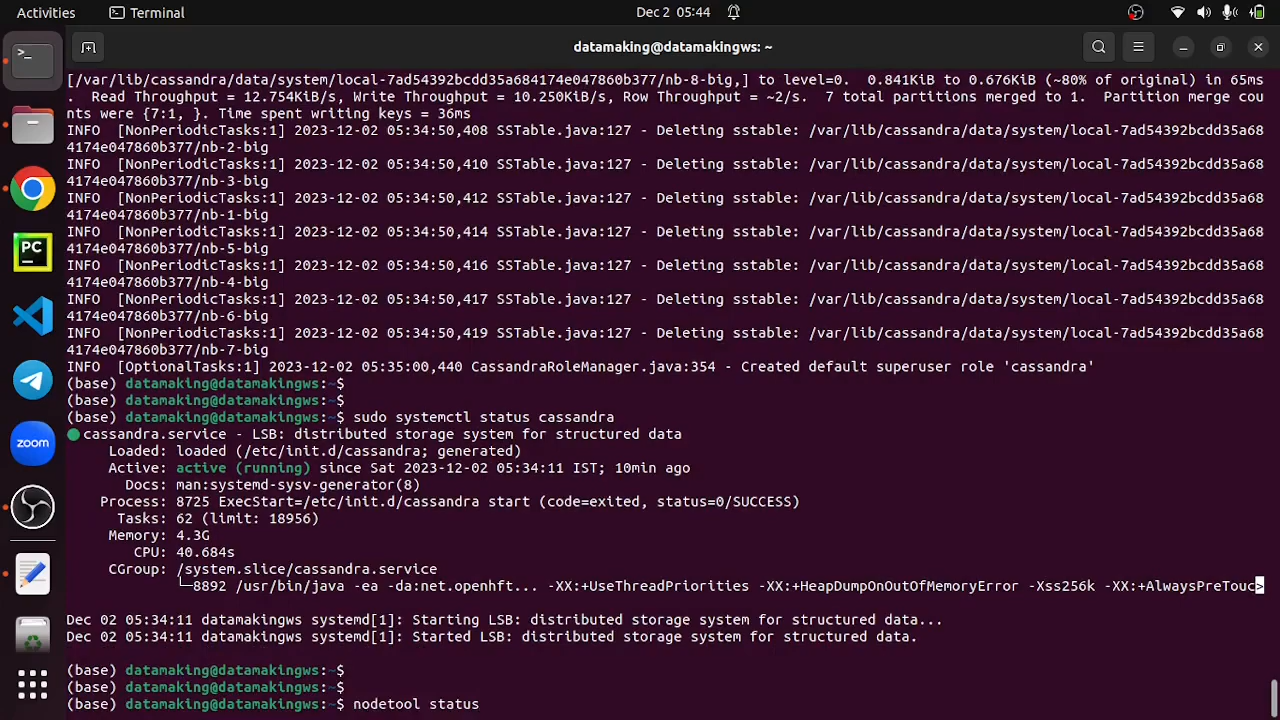 Activities
Terminal
Dec 2 05:44
datamaking@datamakingws: ~
[/var/lib/cassandra/data/system/local-7ad54392bcdd35a684174e047860b377/nb-8-big,] to level=0.  0.841KiB to 0.676KiB (~80% of original) in 65ms
.  Read Throughput = 12.754KiB/s, Write Throughput = 10.250KiB/s, Row Throughput = ~2/s.  7 total partitions merged to 1.  Partition merge cou
nts were {7:1, }. Time spent writing keys = 36ms
INFO  [NonPeriodicTasks:1] 2023-12-02 05:34:50,408 SSTable.java:127 - Deleting sstable: /var/lib/cassandra/data/system/local-7ad54392bcdd35a68
4174e047860b377/nb-2-big
INFO  [NonPeriodicTasks:1] 2023-12-02 05:34:50,410 SSTable.java:127 - Deleting sstable: /var/lib/cassandra/data/system/local-7ad54392bcdd35a68
4174e047860b377/nb-3-big
INFO  [NonPeriodicTasks:1] 2023-12-02 05:34:50,412 SSTable.java:127 - Deleting sstable: /var/lib/cassandra/data/system/local-7ad54392bcdd35a68
4174e047860b377/nb-1-big
INFO  [NonPeriodicTasks:1] 2023-12-02 05:34:50,414 SSTable.java:127 - Deleting sstable: /var/lib/cassandra/data/system/local-7ad54392bcdd35a68
4174e047860b377/nb-5-big
INFO  [NonPeriodicTasks:1] 2023-12-02 05:34:50,416 SSTable.java:127 - Deleting sstable: /var/lib/cassandra/data/system/local-7ad54392bcdd35a68
4174e047860b377/nb-4-big
INFO  [NonPeriodicTasks:1] 2023-12-02 05:34:50,417 SSTable.java:127 - Deleting sstable: /var/lib/cassandra/data/system/local-7ad54392bcdd35a68
4174e047860b377/nb-6-big
INFO  [NonPeriodicTasks:1] 2023-12-02 05:34:50,419 SSTable.java:127 - Deleting sstable: /var/lib/cassandra/data/system/local-7ad54392bcdd35a68
4174e047860b377/nb-7-big
INFO  [OptionalTasks:1] 2023-12-02 05:35:00,440 CassandraRoleManager.java:354 - Created default superuser role 'cassandra'
(base) datamaking@datamakingws:~$
(base) datamaking@datamakingws:~$
(base) datamaking@datamakingws:~$ sudo systemctl status cassandra
● cassandra.service - LSB: distributed storage system for structured data
Loaded: loaded (/etc/init.d/cassandra; generated)
Active: active (running) since Sat 2023-12-02 05:34:11 IST; 10min ago
Docs: man:systemd-sysv-generator(8)
Process: 8725 ExecStart=/etc/init.d/cassandra start (code=exited, status=0/SUCCESS)
Tasks: 62 (limit: 18956)
Memory: 4.3G
CPU: 40.684s
CGroup: /system.slice/cassandra.service
└─8892 /usr/bin/java -ea -da:net.openhft... -XX:+UseThreadPriorities -XX:+HeapDumpOnOutOfMemoryError -Xss256k -XX:+AlwaysPreTouc>
Dec 02 05:34:11 datamakingws systemd[1]: Starting LSB: distributed storage system for structured data...
Dec 02 05:34:11 datamakingws systemd[1]: Started LSB: distributed storage system for structured data.
(base) datamaking@datamakingws:~$
(base) datamaking@datamakingws:~$
(base) datamaking@datamakingws:~$ nodetool status
PC
zoom